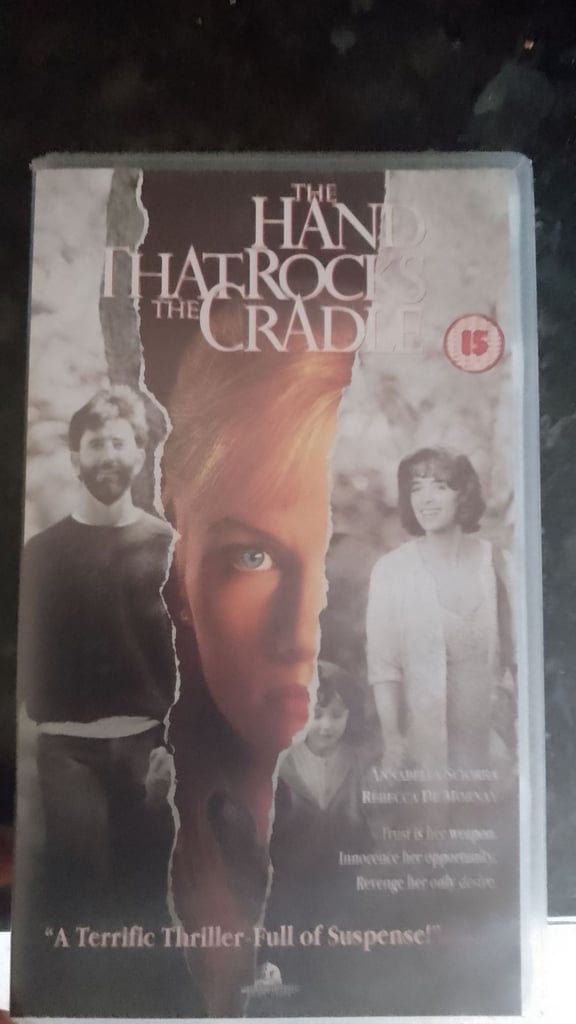 THE
HAND
THAT ROCKS
THE CRADLE
15
ANNABELLA SCIORRA
REBECCA DE MORNAY
Trust is her weapon.
Innocence her opportunity.
Revenge her only desire.
"A Terrific Thriller-Full of Suspense!"